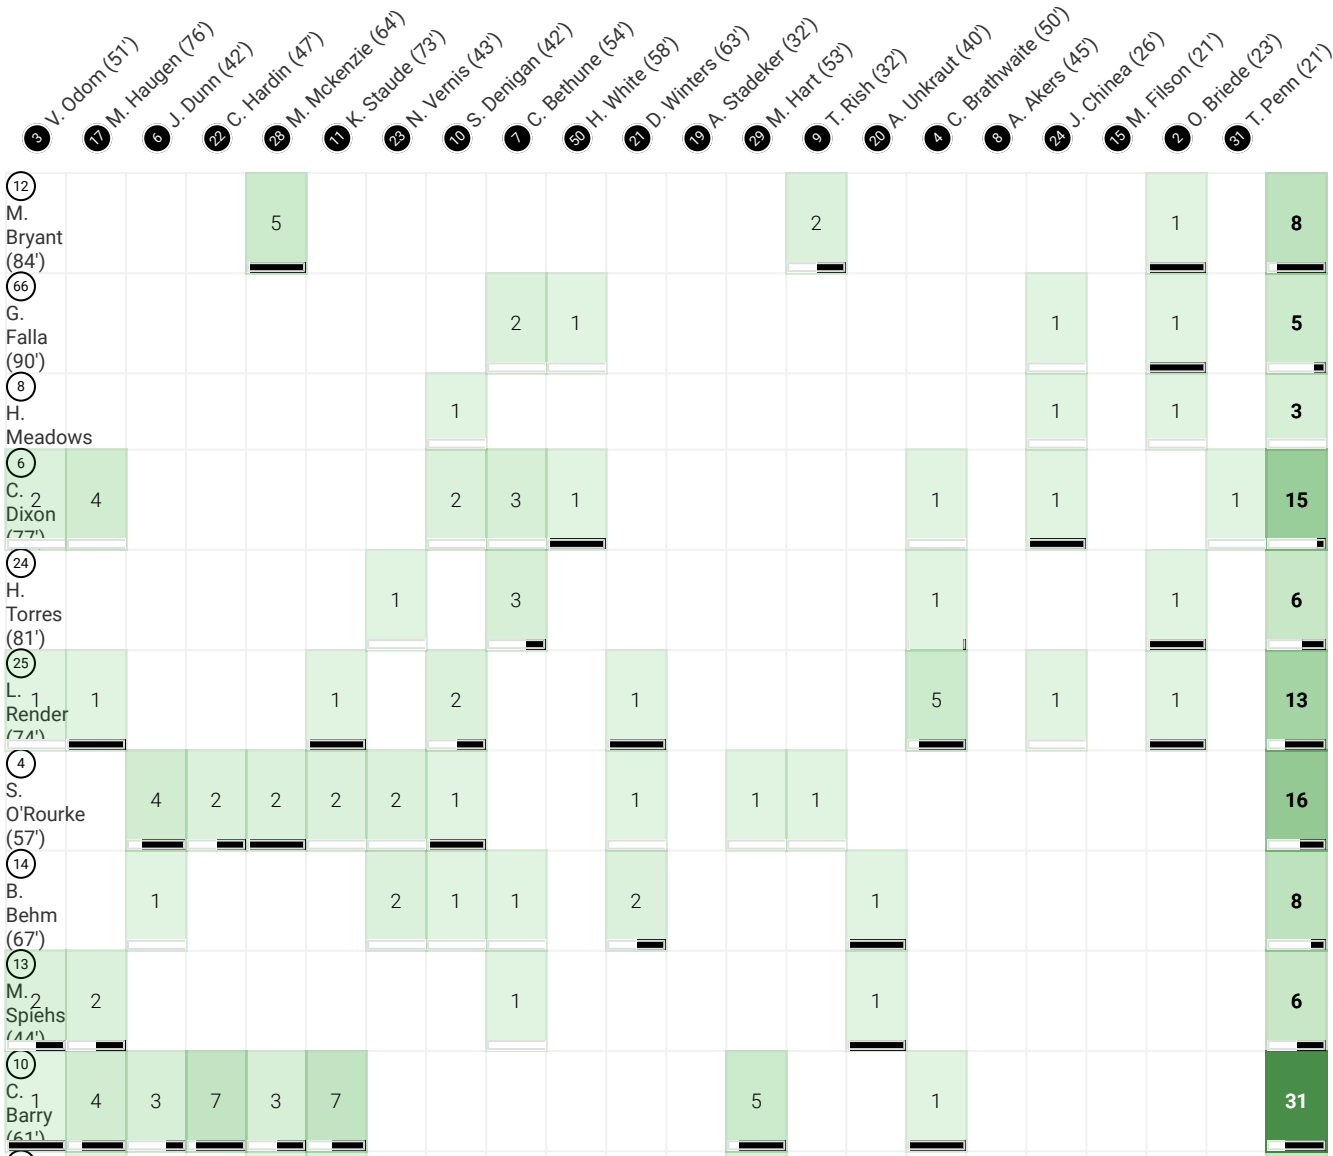 3 V. Odom (51')
17 M. Haugen (76')
6 J. Dunn (42')
22 C. Hardin (47')
28 M. Mckenzie (64')
11 K. Staude (73')
23 N. Vernis (43')
10 S. Denigan (42')
7 C. Bethune (54')
50 H. White (58')
21 D. Winters (63')
19 A. Stadeker (32')
29 M. Hart (53')
9 T. Rish (32')
20 A. Unkraut (40')
4 C. Brathwaite (50')
8 A. Akers (45')
24 J. Chinea (26')
15 M. Filson (21')
2 O. Briede (23')
31 T. Penn (21')
12
M.
Bryant
(84')
5 2 1 8
66
G.
Falla
(90')
2 1 1 1 5
8
H.
Meadows
1 1 1 3
6
C.
Dixon
(77')
2 4 2 3 1 1 1 1 15
24
H.
Torres
(81')
1 3 1 1 6
25
L.
Render
(74')
1 1 1 2 1 5 1 1 13
4
S.
O'Rourke
(57')
4 2 2 2 2 1 1 1 1 16
14
B.
Behm
(67')
1 2 1 1 2 1 8
13
M.
Spiehs
(44')
2 2 1 1 6
10
C.
Barry
(61')
1 4 3 7 3 7 5 1 31